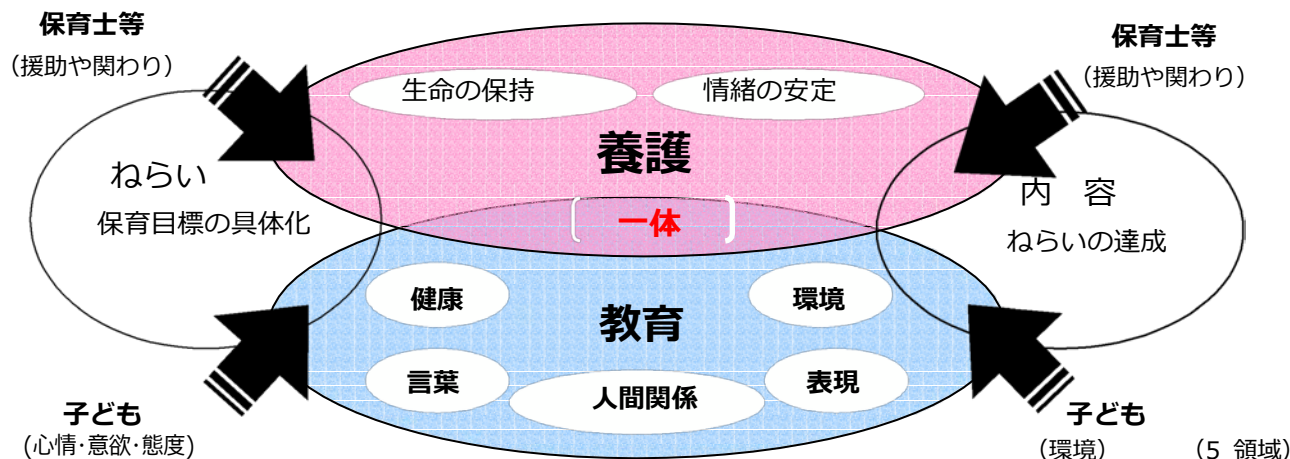 保育士等
（援助や関わり）
保育士等
（援助や関わり）
生命の保持
情緒の安定
養護
ねらい
保育目標の具体化
内　容
ねらいの達成
［ 一体 ］
健康
環境
教育
言葉
人間関係
表現
子ども
(心情･意欲･態度)
子ども
（環境）
（5 領域）